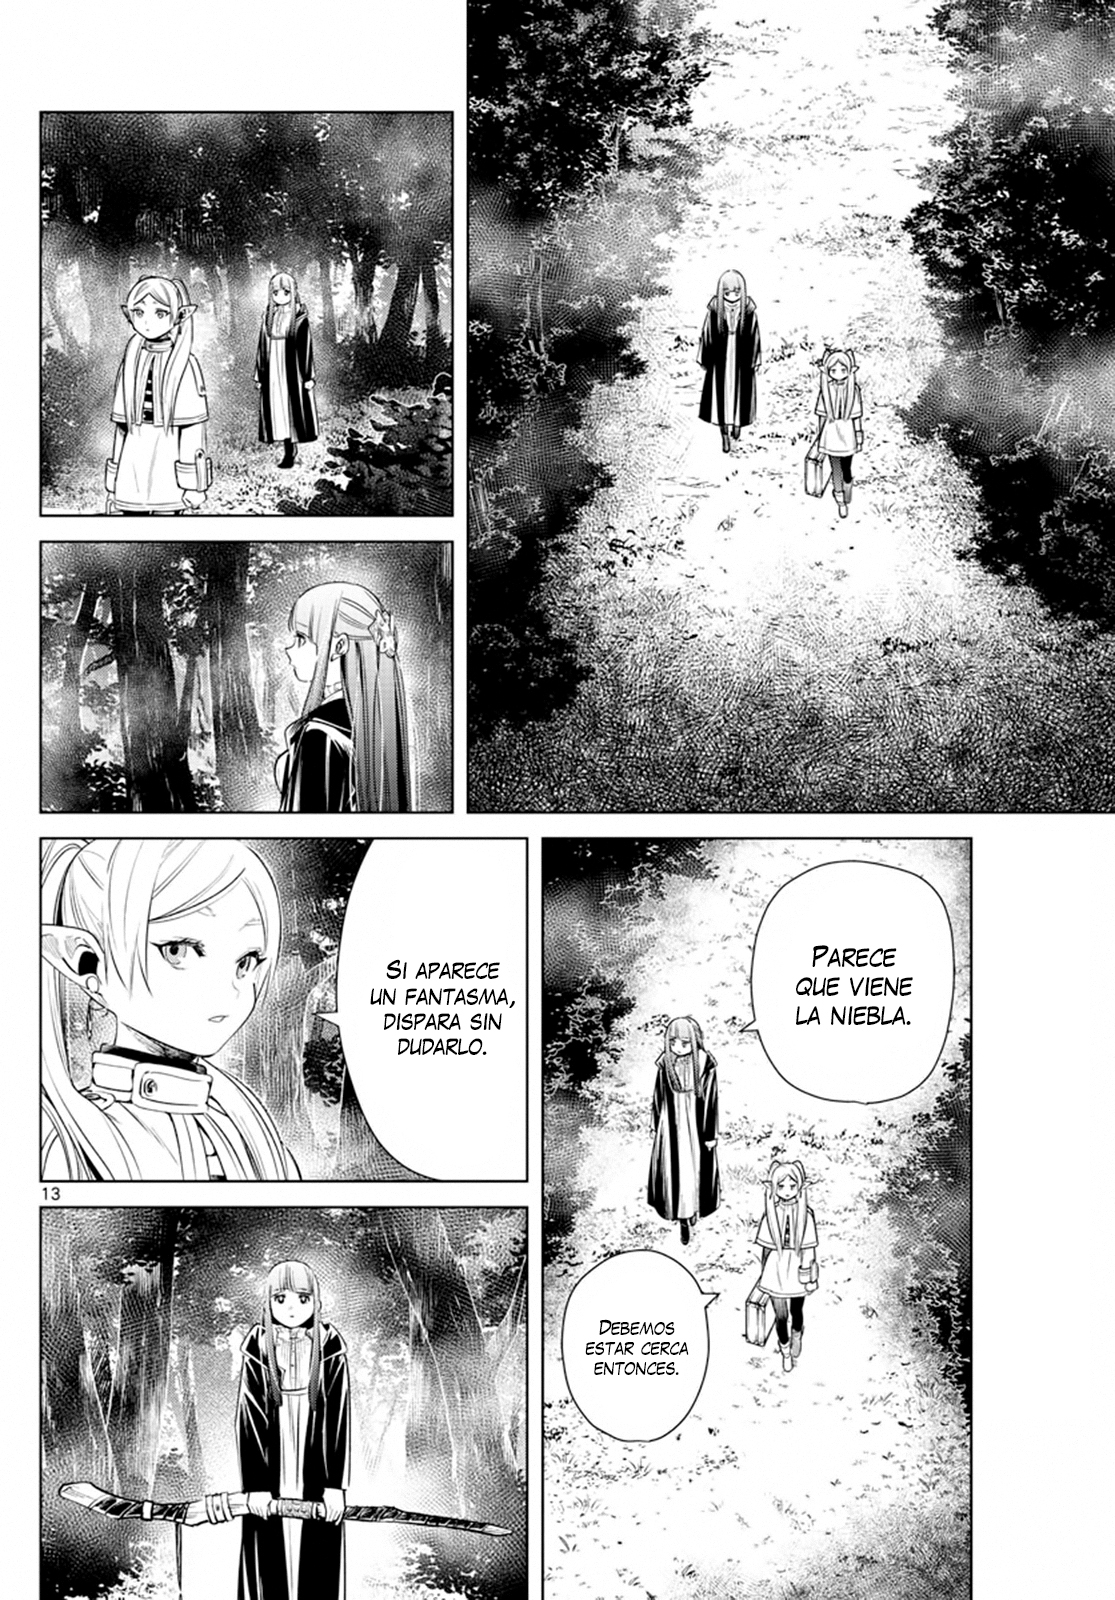 PARECE
QUE VIENE
LA NIEBLA.
DEBEMOS
ESTAR CERCA
ENTONCES.
SI APARECE
UN FANTASMA,
DISPARA SIN
DUDARLO.
13